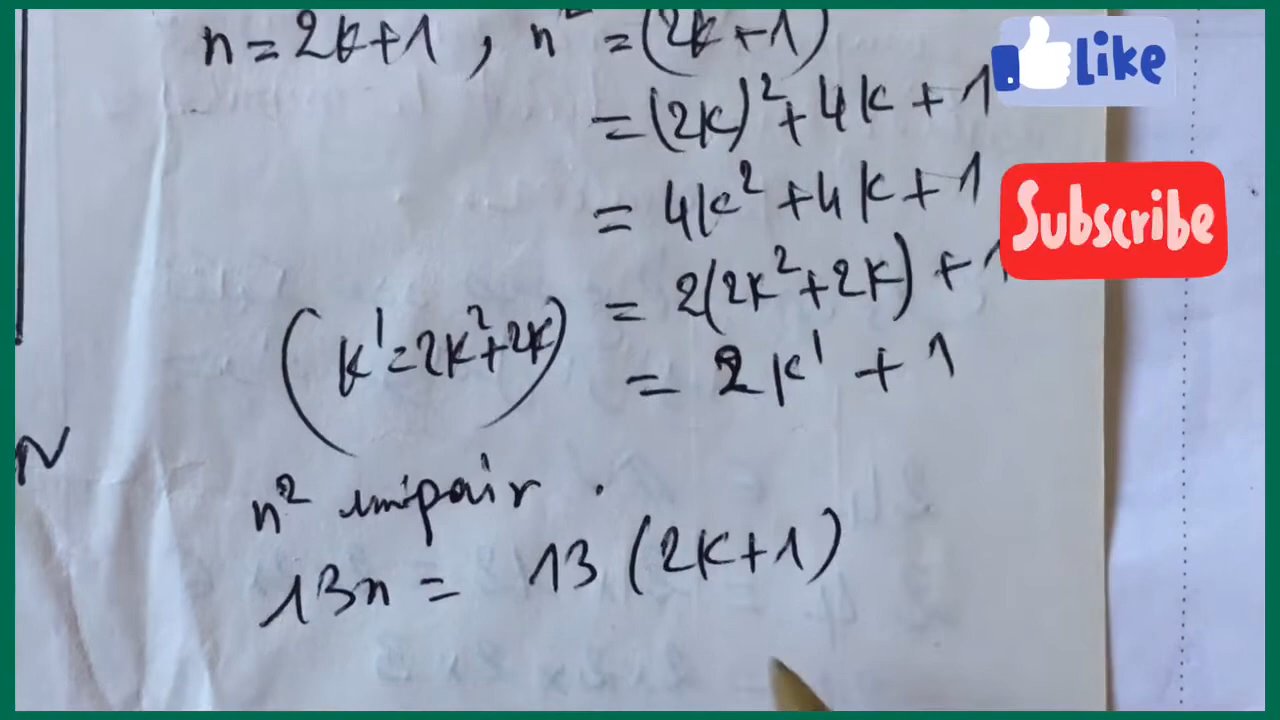 n = 2k+1 , n² = (2k+1)
= (2k)² + 4k + 1
= 4k² + 4k + 1
= 2(2k² + 2k) + 1
(k' = 2k² + 2k)
= 2k' + 1
N
n² impair .
13n = 13 (2k+1)
like
Subscribe